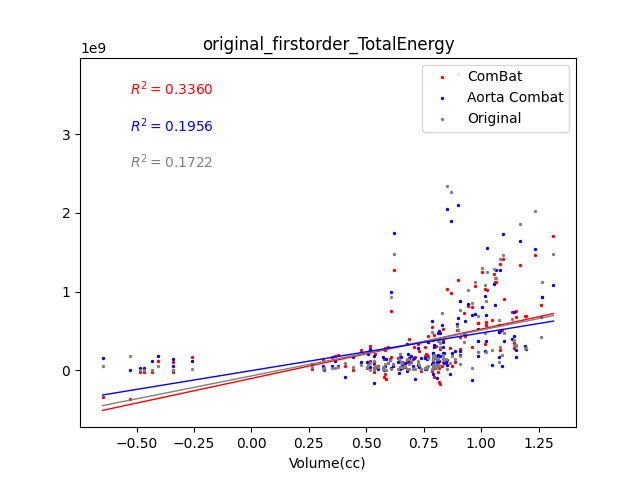 original_firstorder_TotalEnergy
1e9
R² = 0.3360
R² = 0.1956
R² = 0.1722
ComBat
Aorta Combat
Original
3
2
1
0
−0.50 −0.25 0.00 0.25 0.50 0.75 1.00 1.25
Volume(cc)